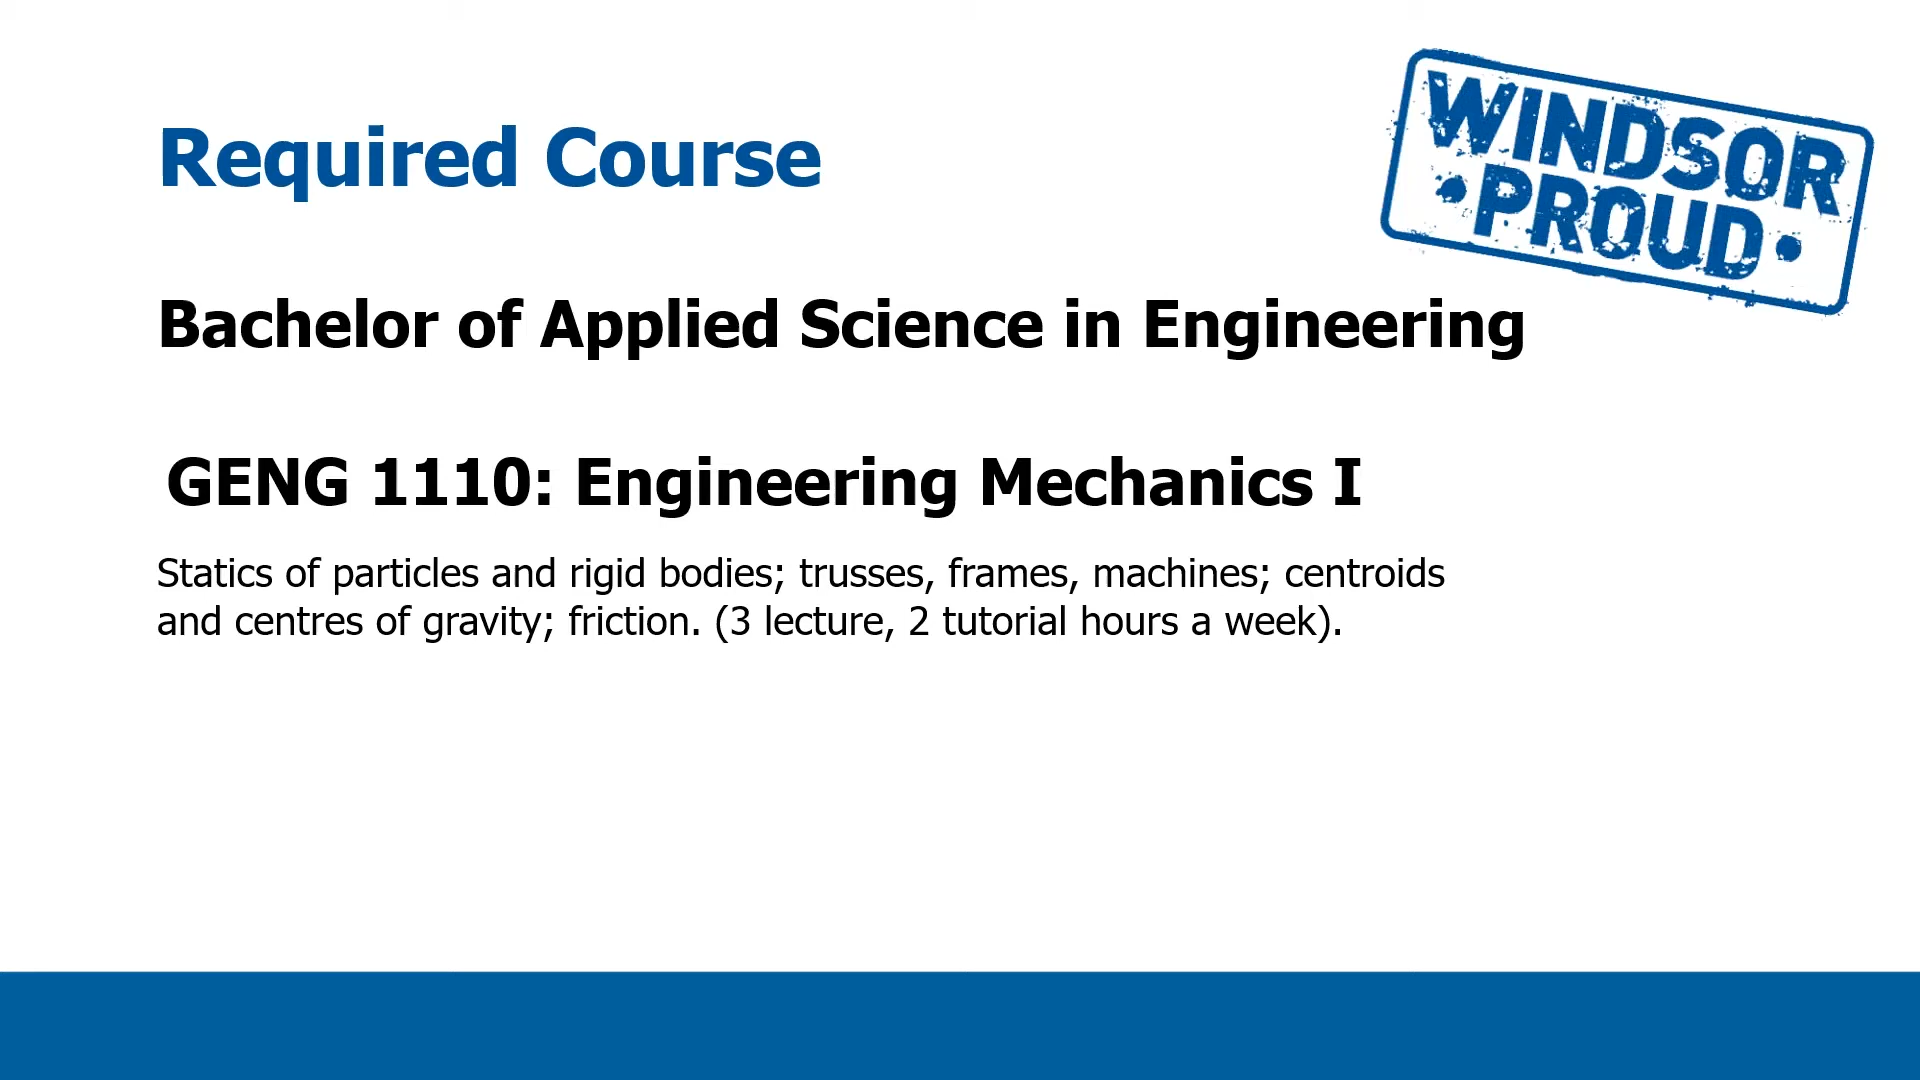 Required Course
WINDSOR
•PROUD•
Bachelor of Applied Science in Engineering
GENG 1110: Engineering Mechanics I
Statics of particles and rigid bodies; trusses, frames, machines; centroids
and centres of gravity; friction. (3 lecture, 2 tutorial hours a week).